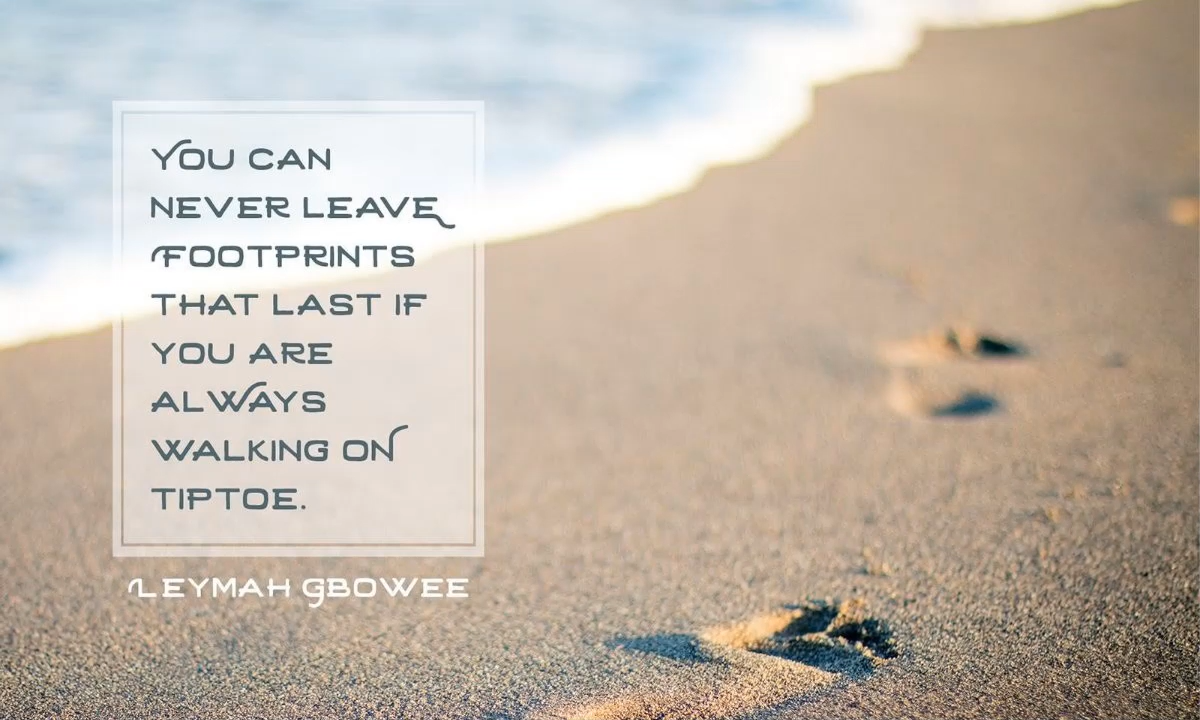 YOU CAN
NEVER LEAVE
FOOTPRINTS
THAT LAST IF
YOU ARE
ALWAYS
WALKING ON
TIPTOE.
LEYMAH GBOWEE